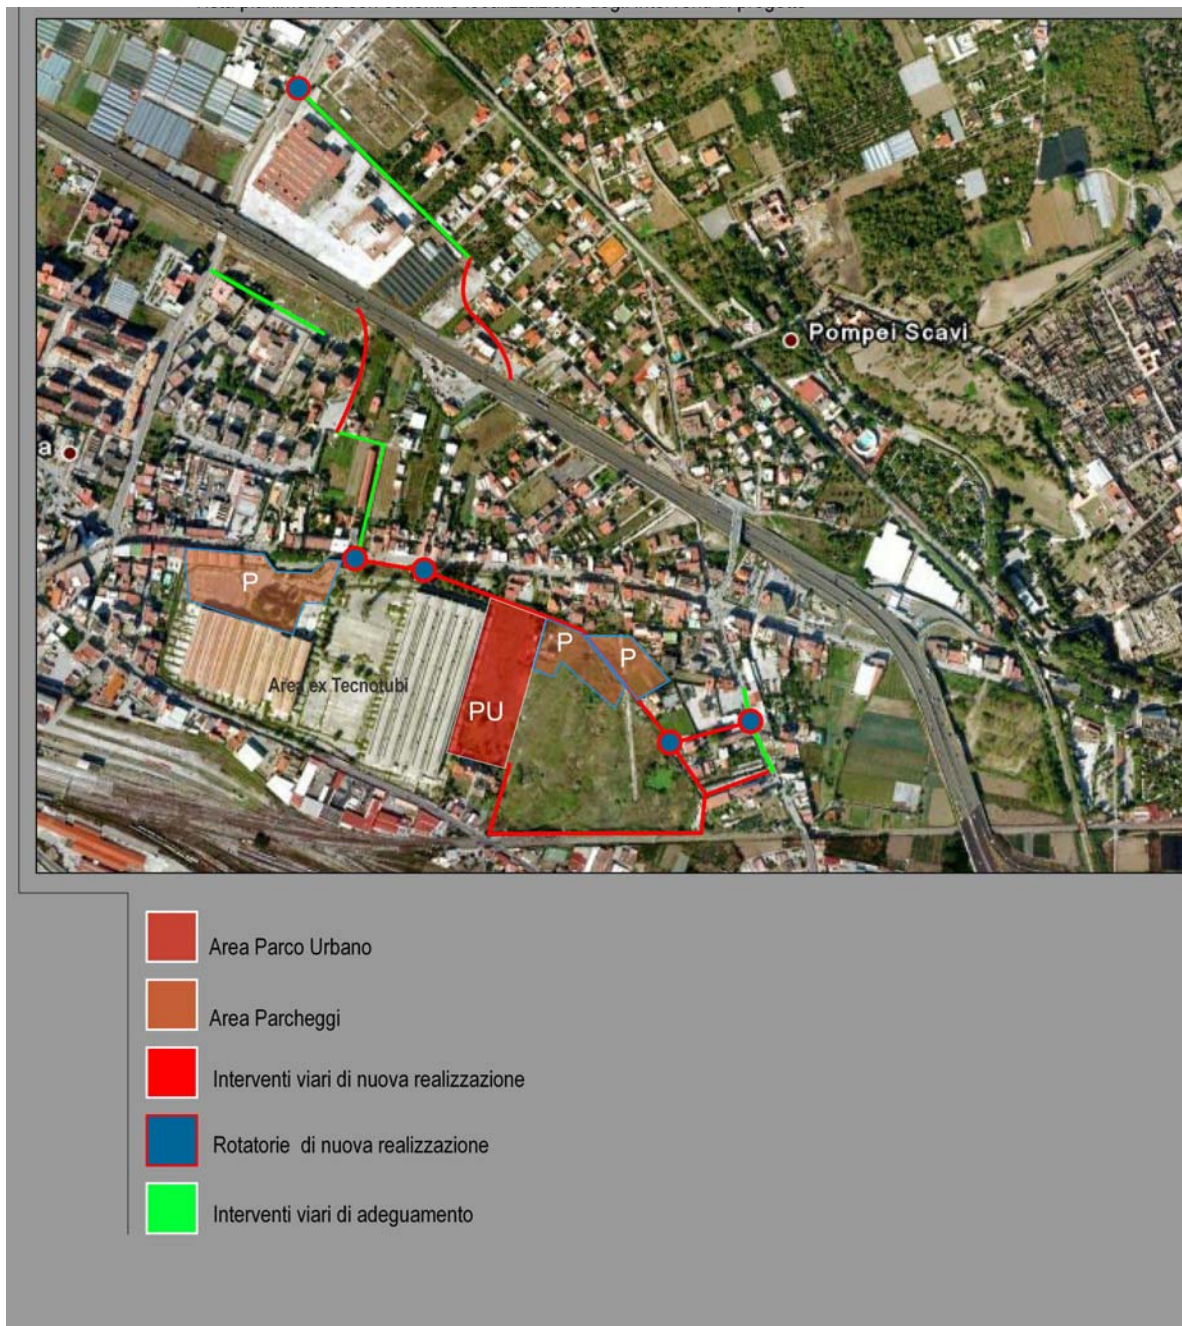 Pompei Scavi
a
P
P
P
Area ex Tecnotubi
PU
Area Parco Urbano
Area Parcheggi
Interventi viari di nuova realizzazione
Rotatorie di nuova realizzazione
Interventi viari di adeguamento